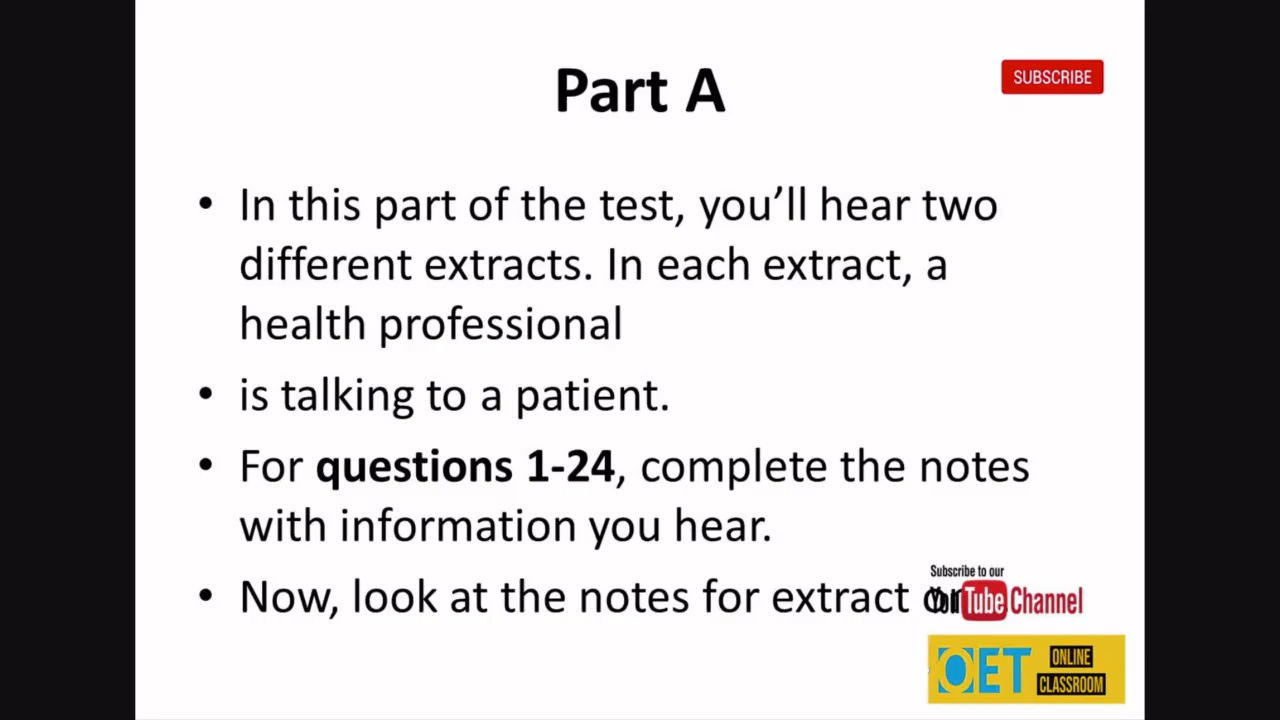 Part A
SUBSCRIBE
• In this part of the test, you'll hear two
different extracts. In each extract, a
health professional
• is talking to a patient.
• For questions 1-24, complete the notes
with information you hear.
• Now, look at the notes for extract
Subscribe to our
YouTube Channel
OET ONLINE
CLASSROOM